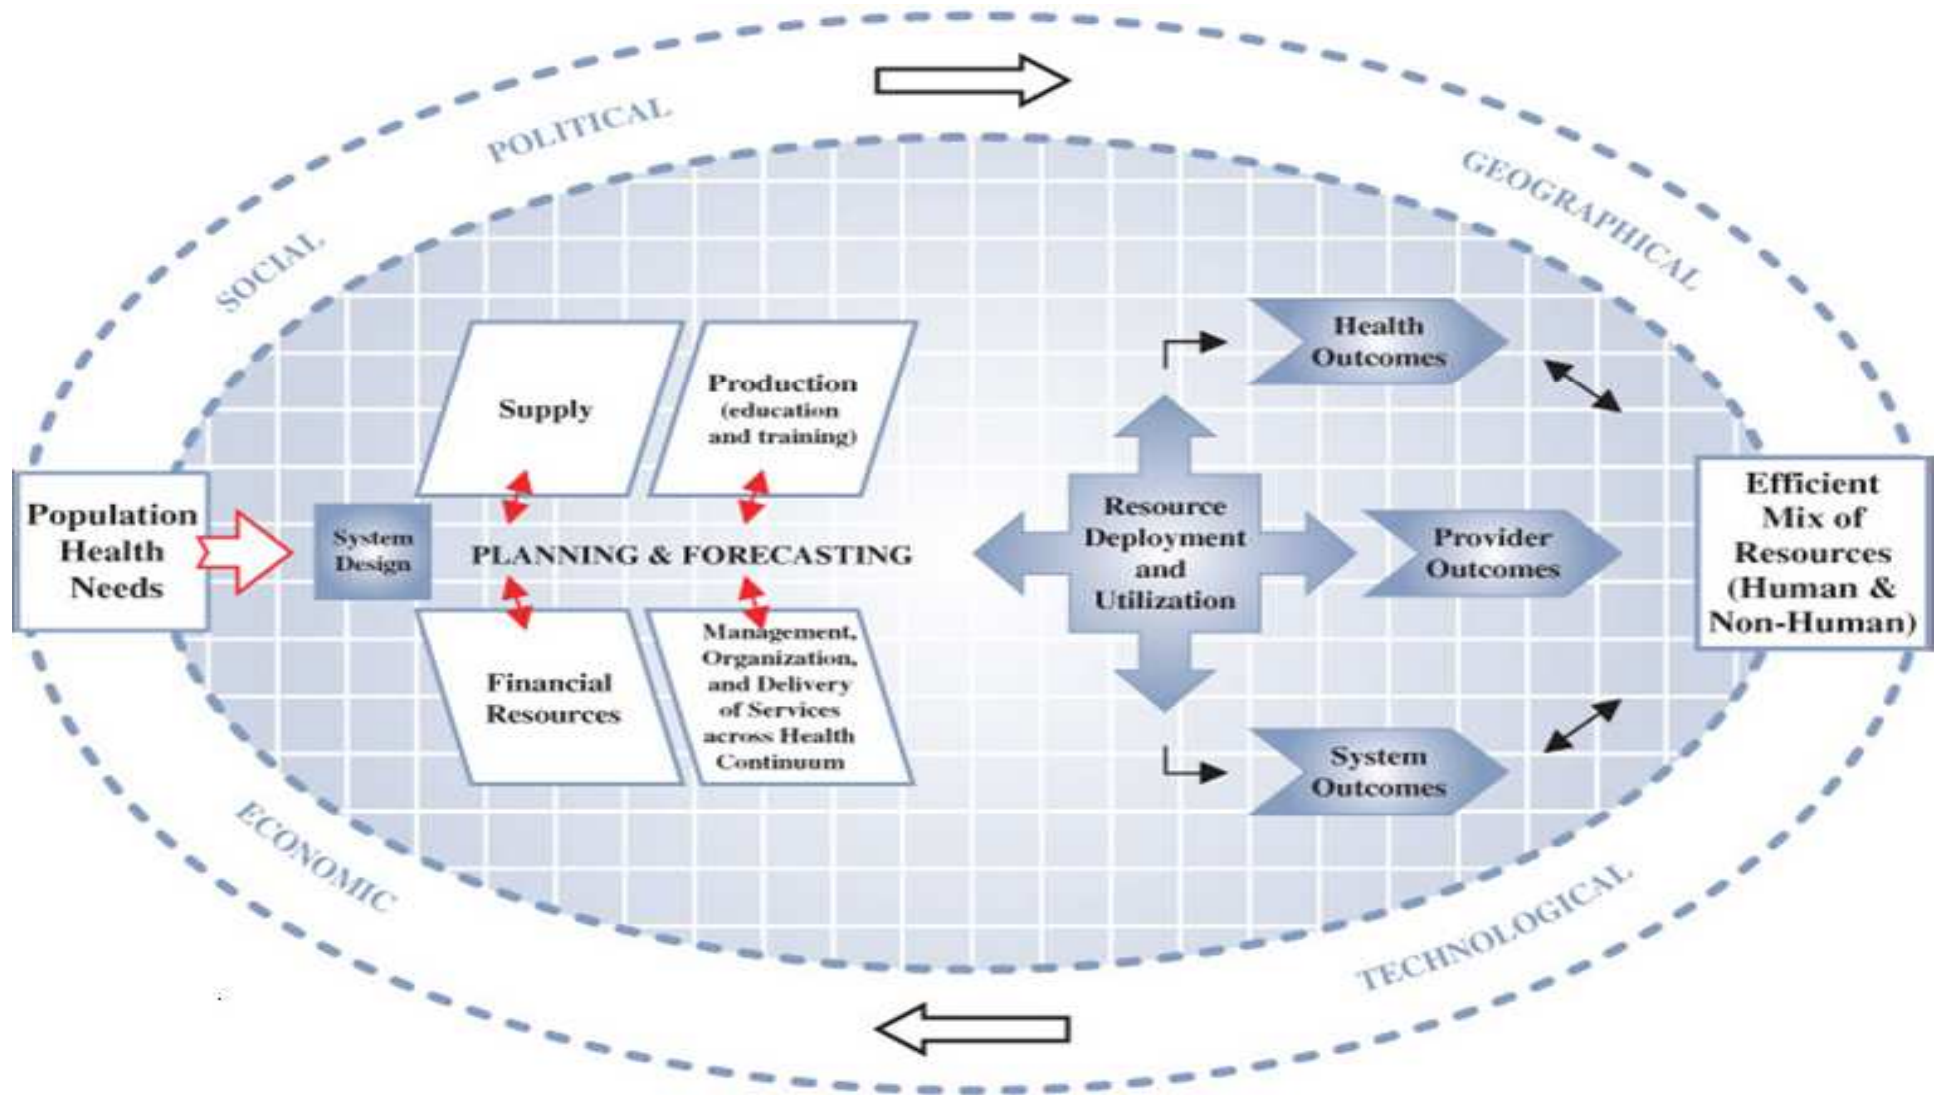 POLITICAL
GEOGRAPHICAL
SOCIAL
Population
Health
Needs
System
Design
Supply
Production
(education
and training)
PLANNING & FORECASTING
Financial
Resources
Management,
Organization,
and Delivery
of Services
across Health
Continuum
Resource
Deployment
and
Utilization
Health
Outcomes
Provider
Outcomes
System
Outcomes
Efficient
Mix of
Resources
(Human &
Non-Human)
ECONOMIC
TECHNOLOGICAL